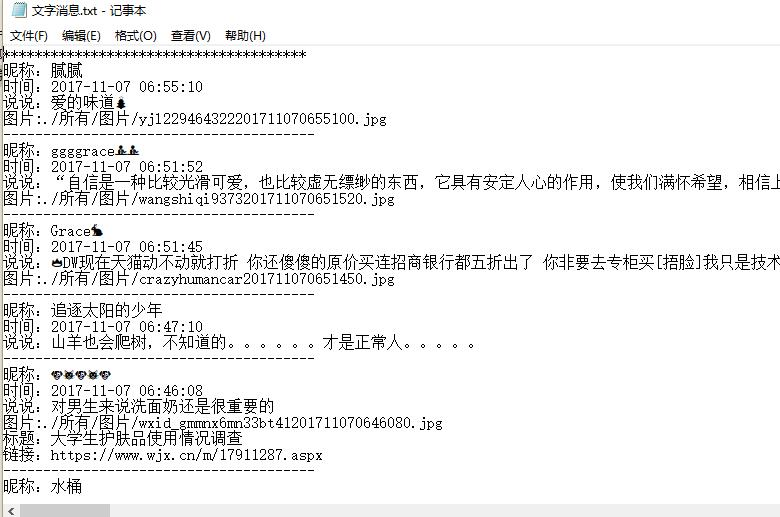 文字消息.txt - 记事本
文件(F) 编辑(E) 格式(O) 查看(V) 帮助(H)
**************************************
昵称：腻腻
时间：2017-11-07 06:55:10
说说：爱的味道🌲
图片:./所有/图片/yj1229464322201711070655100.jpg
----------------------------------------
昵称：ggggrace
时间：2017-11-07 06:51:52
说说：“自信是一种比较光滑可爱，也比较虚无缥缈的东西，它具有安定人心的作用，使我们满怀希望，相信上
图片:./所有/图片/wangshiqi9373201711070651520.jpg
----------------------------------------
昵称：Grace🐇
时间：2017-11-07 06:51:45
说说：👑DW现在天猫动不动就打折 你还傻傻的原价买连招商银行都五折出了 你非要去专柜买[捂脸]我只是技术
图片:./所有/图片/crazyhumancar201711070651450.jpg
----------------------------------------
昵称：追逐太阳的少年
时间：2017-11-07 06:47:10
说说：山羊也会爬树，不知道的。。。。。。才是正常人。。。。。
----------------------------------------
昵称：
时间：2017-11-07 06:46:08
说说：对男生来说洗面奶还是很重要的
图片:./所有/图片/wxid_gmmnx6mn33bt41201711070646080.jpg
标题：大学生护肤品使用情况调查
链接：https://www.wjx.cn/m/17911287.aspx
----------------------------------------
昵称：水桶